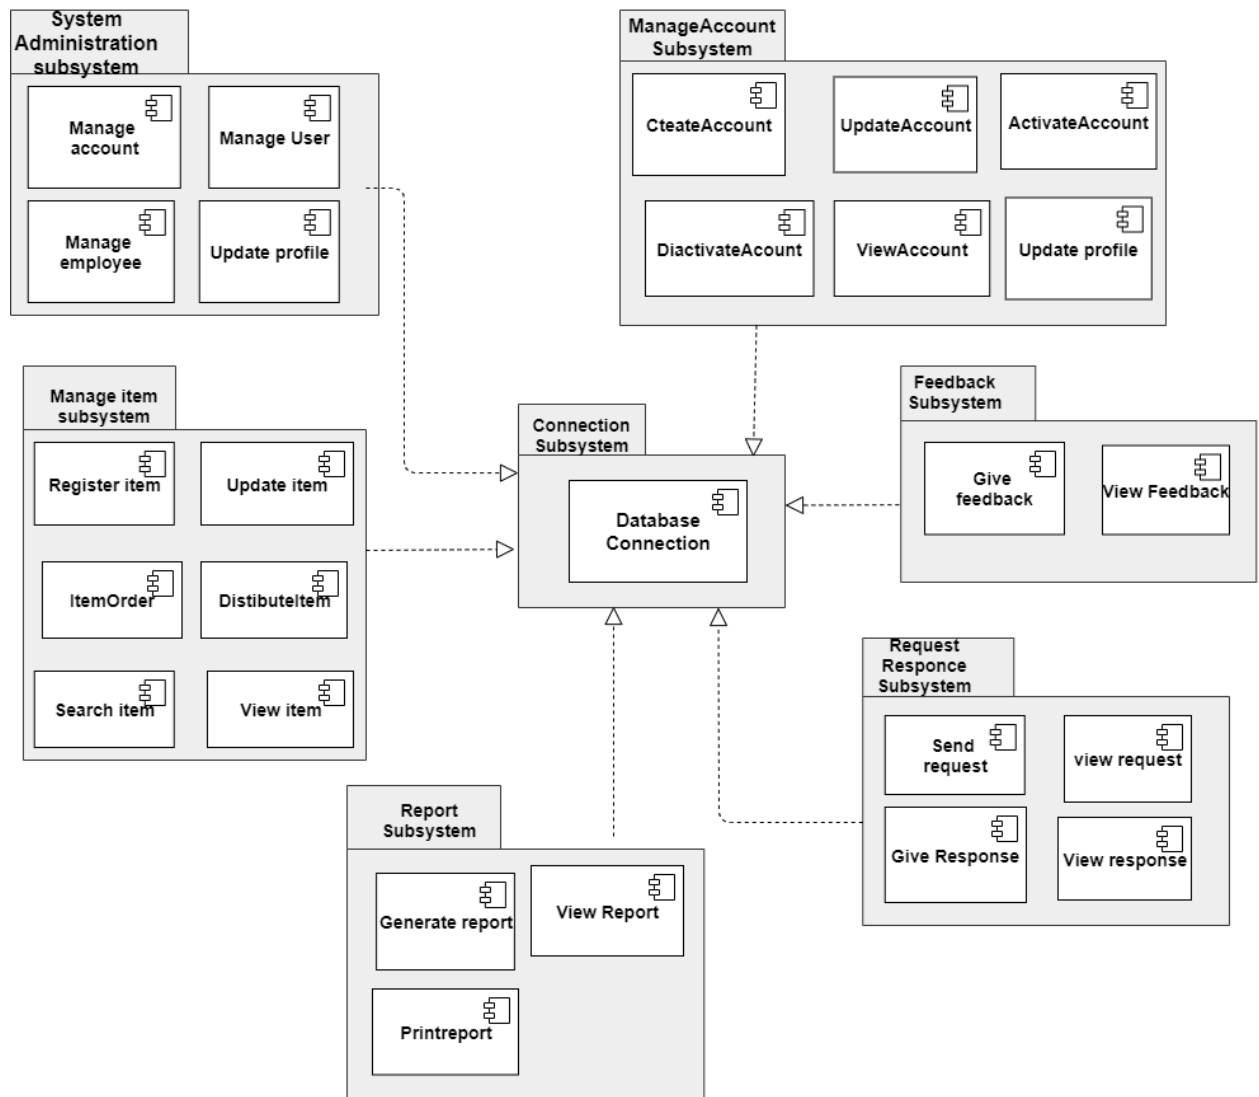 System
Administration
subsystem
Manage
account
Manage User
Manage
employee
Update profile
ManageAccount
Subsystem
CteateAccount
UpdateAccount
ActivateAccount
DiactivateAcount
ViewAccount
Update profile
Manage item
subsystem
Register item
Update item
ItemOrder
DistibuteItem
Search item
View item
Connection
Subsystem
Database
Connection
Feedback
Subsystem
Give
feedback
View Feedback
Request
Responce
Subsystem
Send
request
view request
Give Response
View response
Report
Subsystem
Generate report
View Report
Printreport